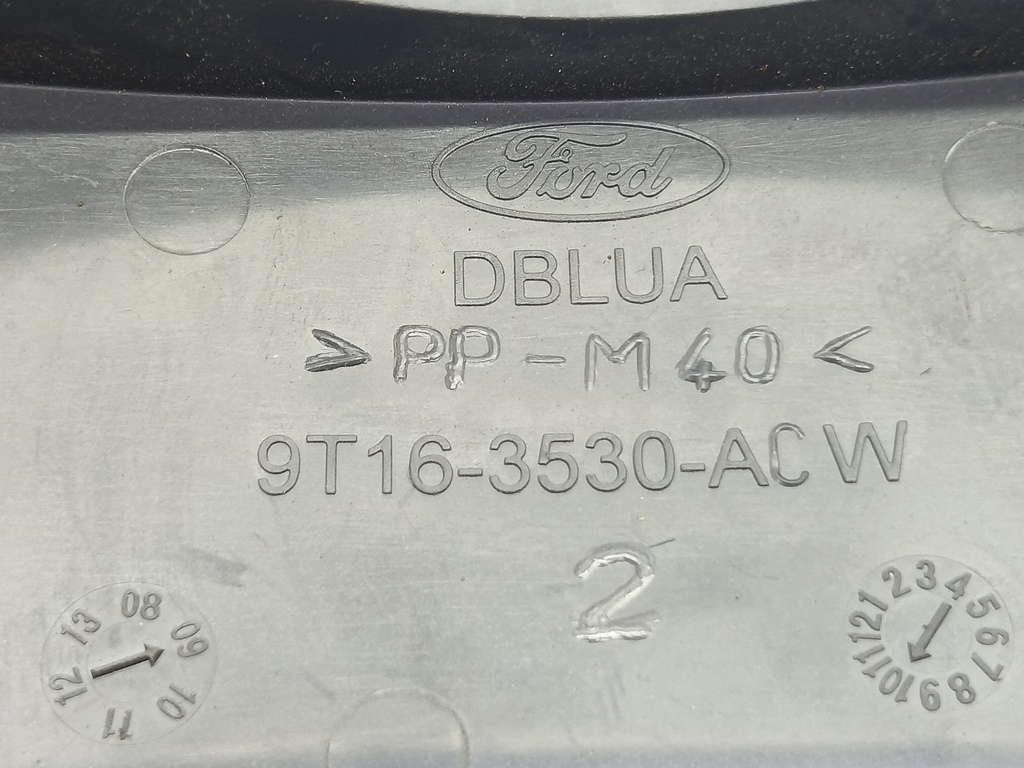 Ford
DBLUA
> PP-M40 <
9T16-3530-ACW
2
08 09 10 11 12 13
1 2 3 4 5 6 7 8 9 10 11 12